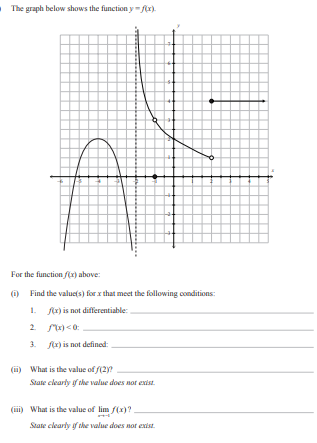 The graph below shows the function y = f(x).
For the function f(x) above:
(i) Find the value(s) for x that meet the following conditions:
1. f(x) is not differentiable:
2. f"(x) < 0:
3. f(x) is not defined:
(ii) What is the value of f(2)?
State clearly if the value does not exist.
(iii) What is the value of lim f(x)?
State clearly if the value does not exist.